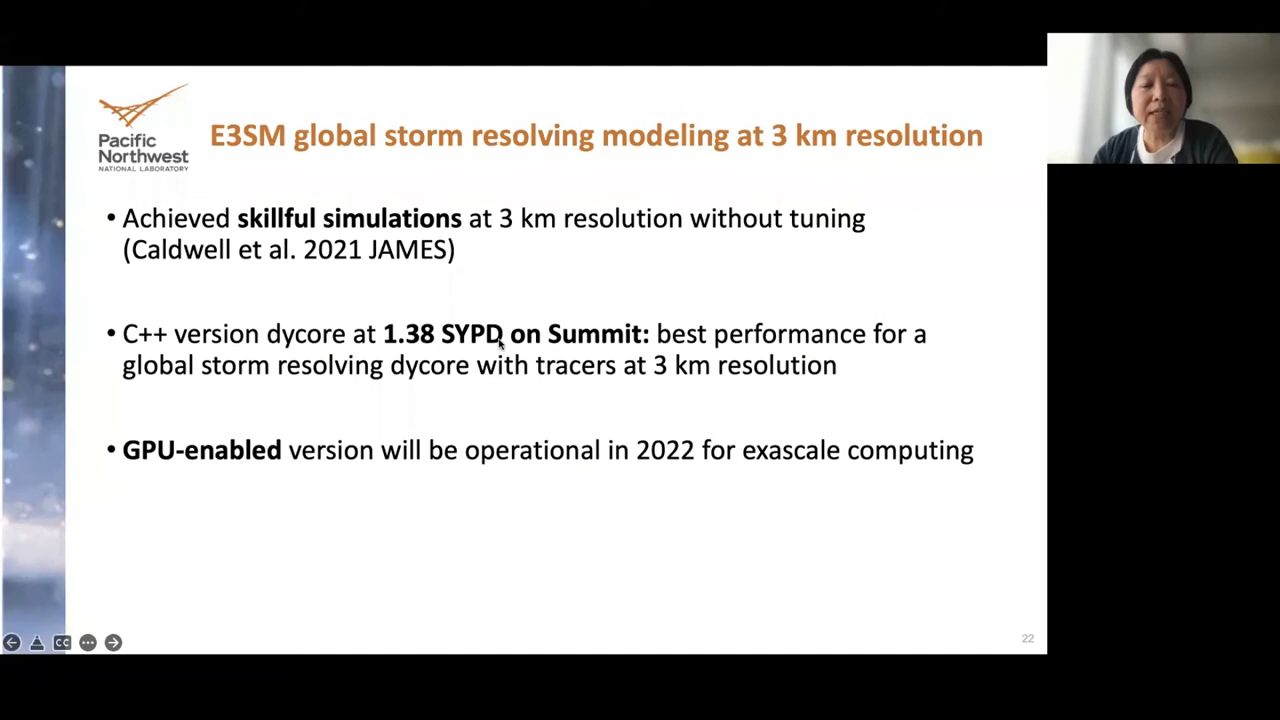 Pacific
Northwest
NATIONAL LABORATORY
E3SM global storm resolving modeling at 3 km resolution
• Achieved skillful simulations at 3 km resolution without tuning
(Caldwell et al. 2021 JAMES)
• C++ version dycore at 1.38 SYPD on Summit: best performance for a
global storm resolving dycore with tracers at 3 km resolution
• GPU-enabled version will be operational in 2022 for exascale computing
22
CC